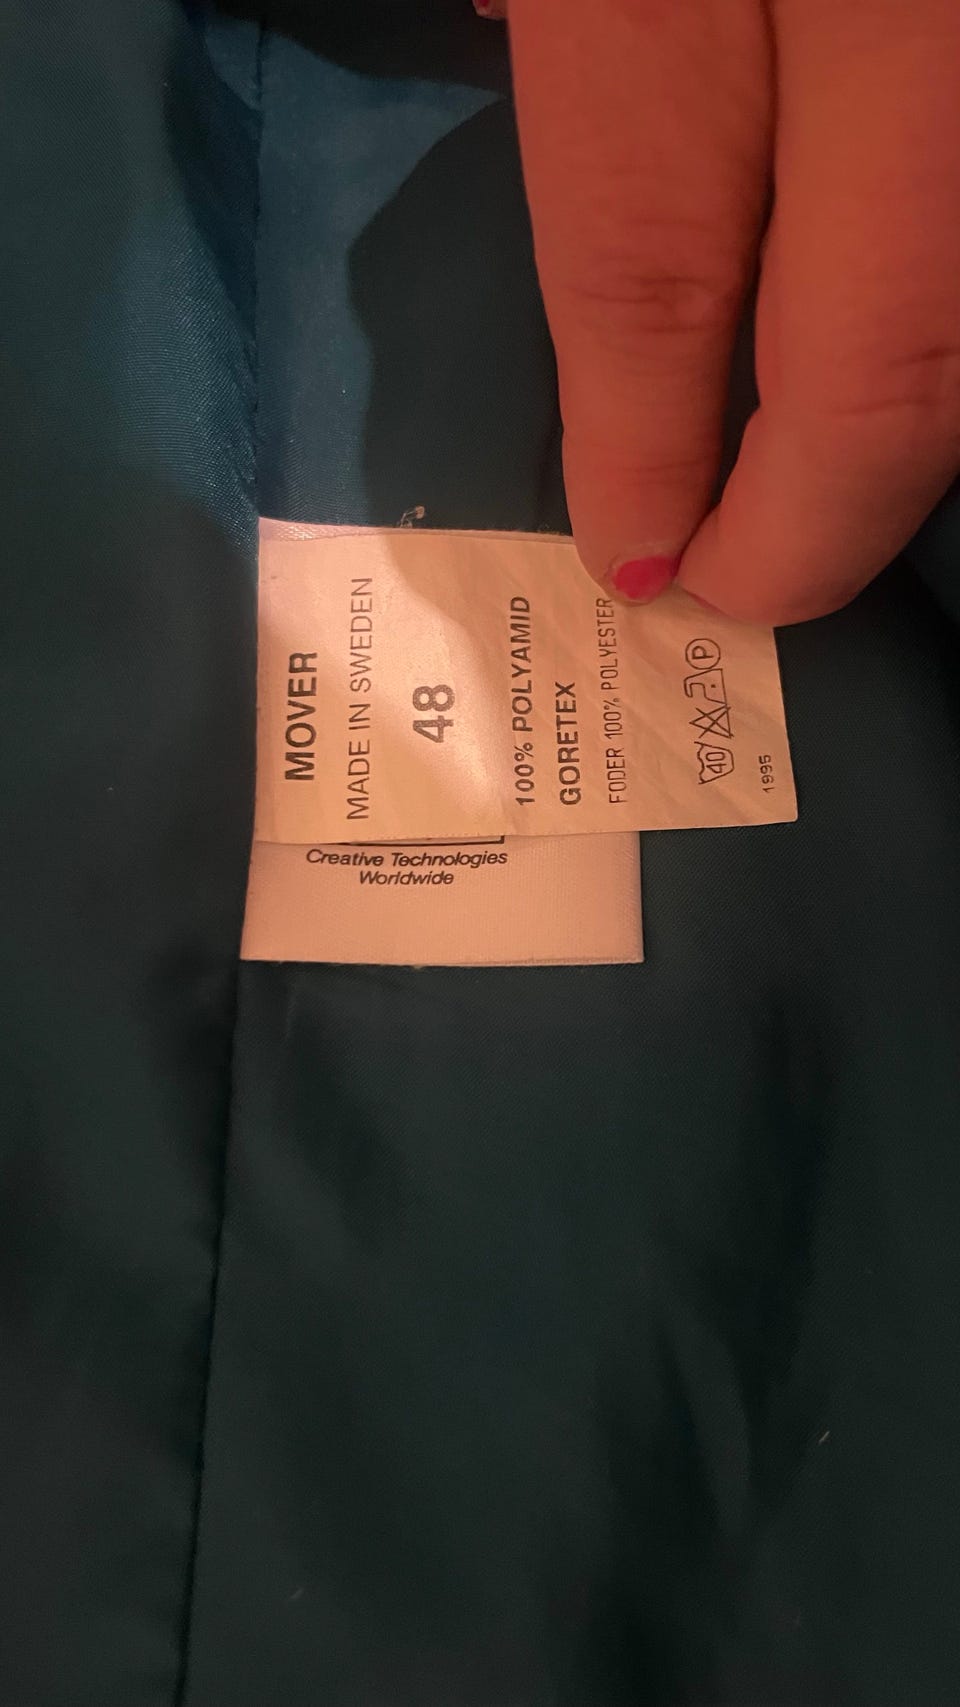 MOVER
MADE IN SWEDEN
48
100% POLYAMID
GORETEX
FODER 100% POLYESTER
40 P
1995
Creative Technologies
Worldwide